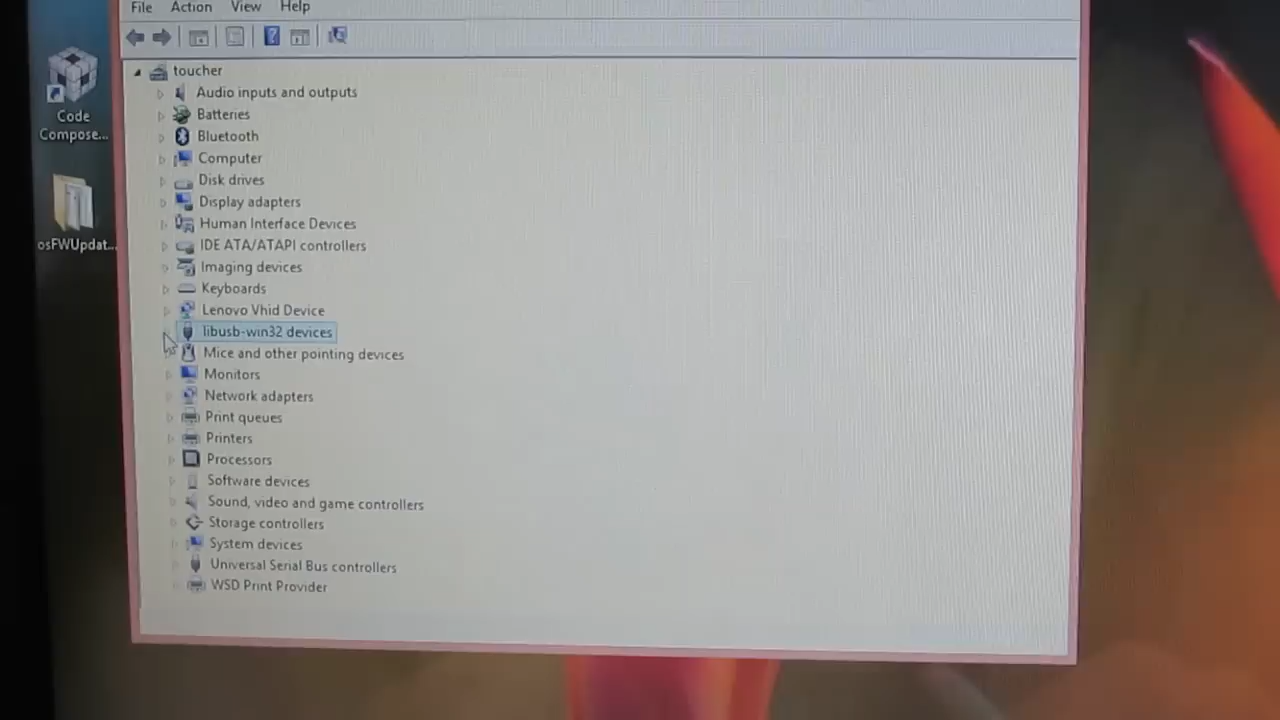 File Action View Help
toucher
Audio inputs and outputs
Batteries
Bluetooth
Computer
Disk drives
Display adapters
Human Interface Devices
IDE ATA/ATAPI controllers
Imaging devices
Keyboards
Lenovo Vhid Device
libusb-win32 devices
Mice and other pointing devices
Monitors
Network adapters
Print queues
Printers
Processors
Software devices
Sound, video and game controllers
Storage controllers
System devices
Universal Serial Bus controllers
WSD Print Provider
Code
Compose...
osFWUpdat...